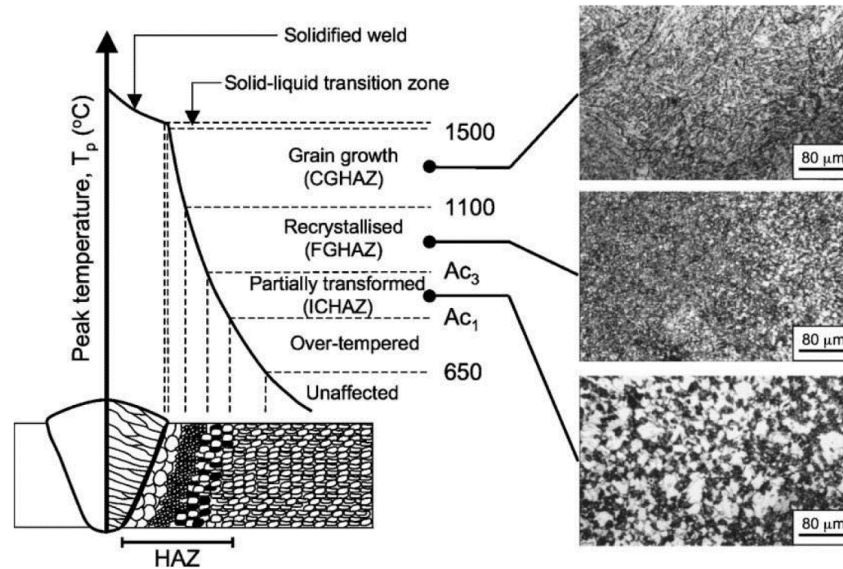 Solidified weld
Solid-liquid transition zone
Peak temperature, Tp (°C)
1500
Grain growth
(CGHAZ)
1100
Recrystallised
(FGHAZ)
Ac3
Partially transformed
(ICHAZ)
Ac1
Over-tempered
650
Unaffected
HAZ
80 µm
80 µm
80 µm